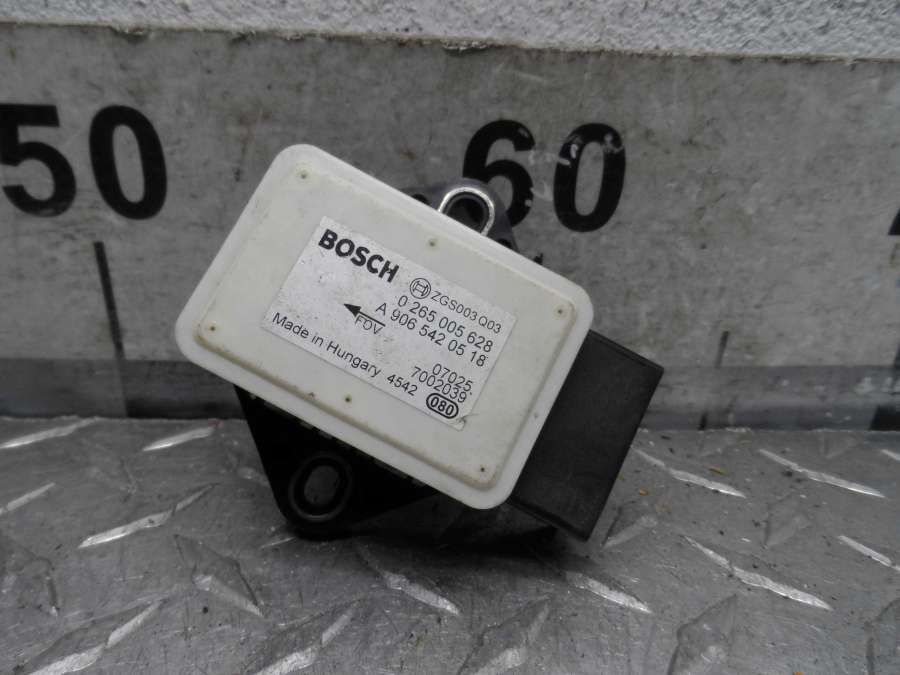 50
60
BOSCH ZGS003 Q03
0 265 005 628
A 906 542 05 18
FDV
Made in Hungary 4542
07025
7002039
080